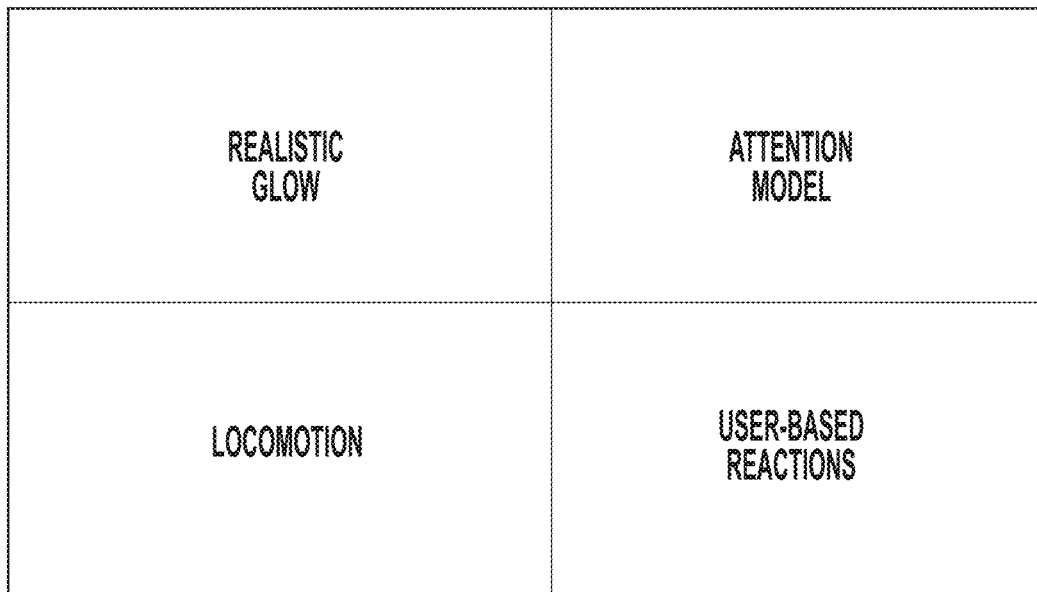 REALISTIC
GLOW
ATTENTION
MODEL
LOCOMOTION
USER-BASED
REACTIONS